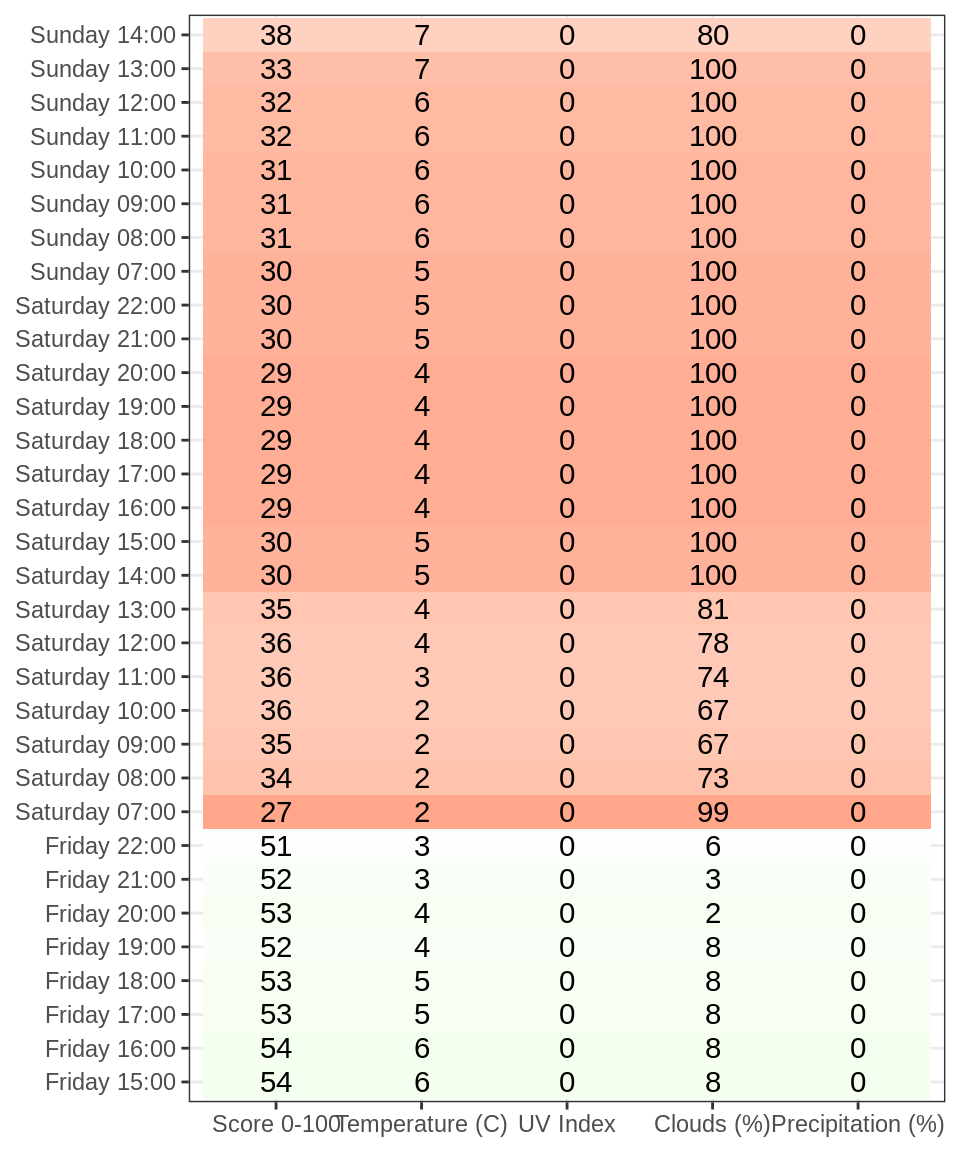 Sunday 14:00 38 7 0 80 0
Sunday 13:00 33 7 0 100 0
Sunday 12:00 32 6 0 100 0
Sunday 11:00 32 6 0 100 0
Sunday 10:00 31 6 0 100 0
Sunday 09:00 31 6 0 100 0
Sunday 08:00 31 6 0 100 0
Sunday 07:00 30 5 0 100 0
Saturday 22:00 30 5 0 100 0
Saturday 21:00 30 5 0 100 0
Saturday 20:00 29 4 0 100 0
Saturday 19:00 29 4 0 100 0
Saturday 18:00 29 4 0 100 0
Saturday 17:00 29 4 0 100 0
Saturday 16:00 29 4 0 100 0
Saturday 15:00 30 5 0 100 0
Saturday 14:00 30 5 0 100 0
Saturday 13:00 35 4 0 81 0
Saturday 12:00 36 4 0 78 0
Saturday 11:00 36 3 0 74 0
Saturday 10:00 36 2 0 67 0
Saturday 09:00 35 2 0 67 0
Saturday 08:00 34 2 0 73 0
Saturday 07:00 27 2 0 99 0
Friday 22:00 51 3 0 6 0
Friday 21:00 52 3 0 3 0
Friday 20:00 53 4 0 2 0
Friday 19:00 52 4 0 8 0
Friday 18:00 53 5 0 8 0
Friday 17:00 53 5 0 8 0
Friday 16:00 54 6 0 8 0
Friday 15:00 54 6 0 8 0
Score 0-100 Temperature (C) UV Index Clouds (%) Precipitation (%)